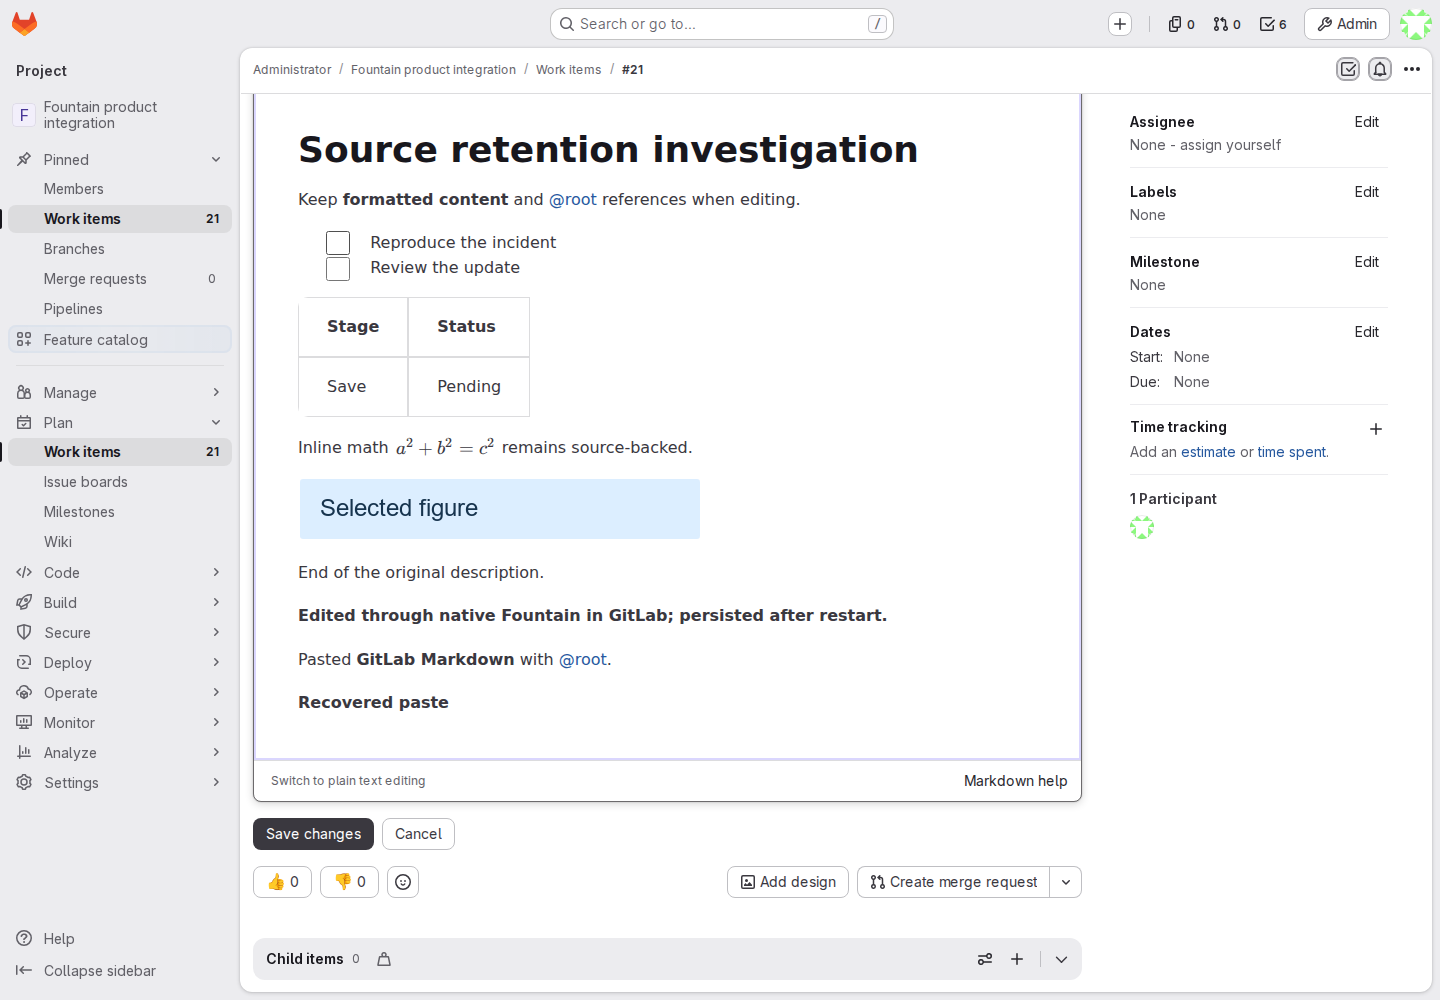 Search or go to...
/
0
0
6
Admin
Project
F
Fountain product integration
Pinned
Members
Work items 21
Branches
Merge requests 0
Pipelines
Feature catalog
Manage
Plan
Work items 21
Issue boards
Milestones
Wiki
Code
Build
Secure
Deploy
Operate
Monitor
Analyze
Settings
Help
Collapse sidebar
Administrator / Fountain product integration / Work items / #21
Source retention investigation
Keep formatted content and @root references when editing.
Reproduce the incident
Review the update
Stage Status
Save Pending
Inline math a² + b² = c² remains source-backed.
Selected figure
End of the original description.
Edited through native Fountain in GitLab; persisted after restart.
Pasted GitLab Markdown with @root.
Recovered paste
Switch to plain text editing
Markdown help
Save changes
Cancel
👍 0
👎 0
Add design
Create merge request
Child items 0
Assignee Edit
None - assign yourself
Labels Edit
None
Milestone Edit
None
Dates Edit
Start: None
Due: None
Time tracking
Add an estimate or time spent.
1 Participant